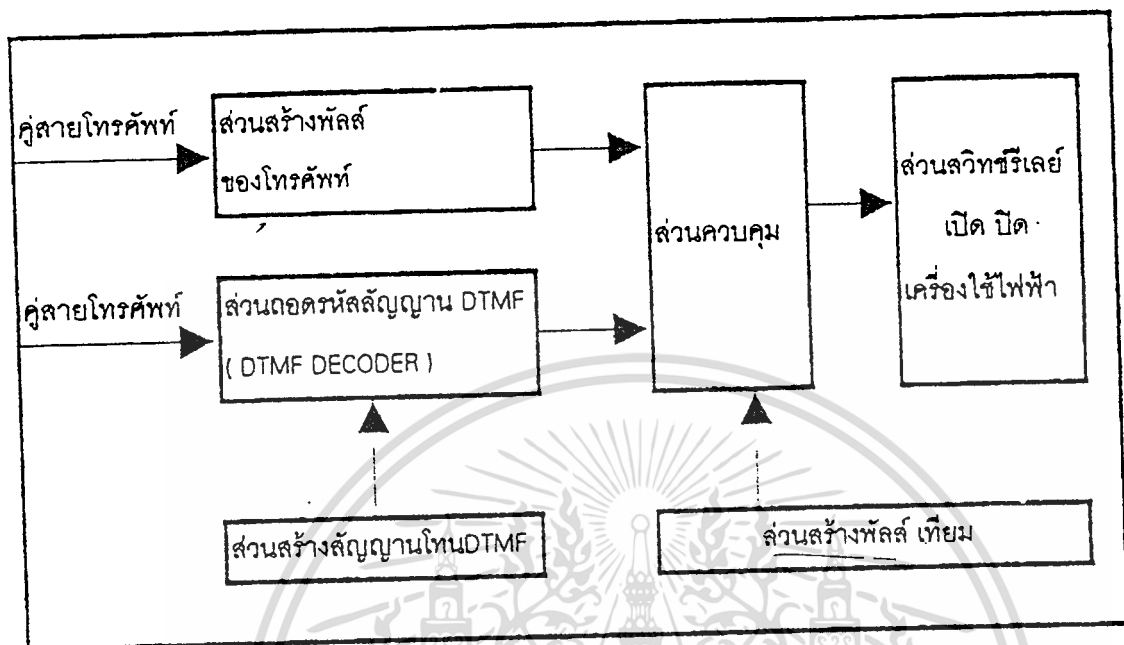 คู่สายโทรศัพท์
ส่วนสร้างพัลส์
ของโทรศัพท์
คู่สายโทรศัพท์
ส่วนถอดรหัสสัญญาน DTMF
( DTMF DECODER )
ส่วนควบคุม
ส่วนสวิทซ์รีเลย์
เปิด ปิด
เครื่องใช้ไฟฟ้า
ส่วนสร้างสัญญานโทนDTMF
ส่วนสร้างพัลส์ เทียม